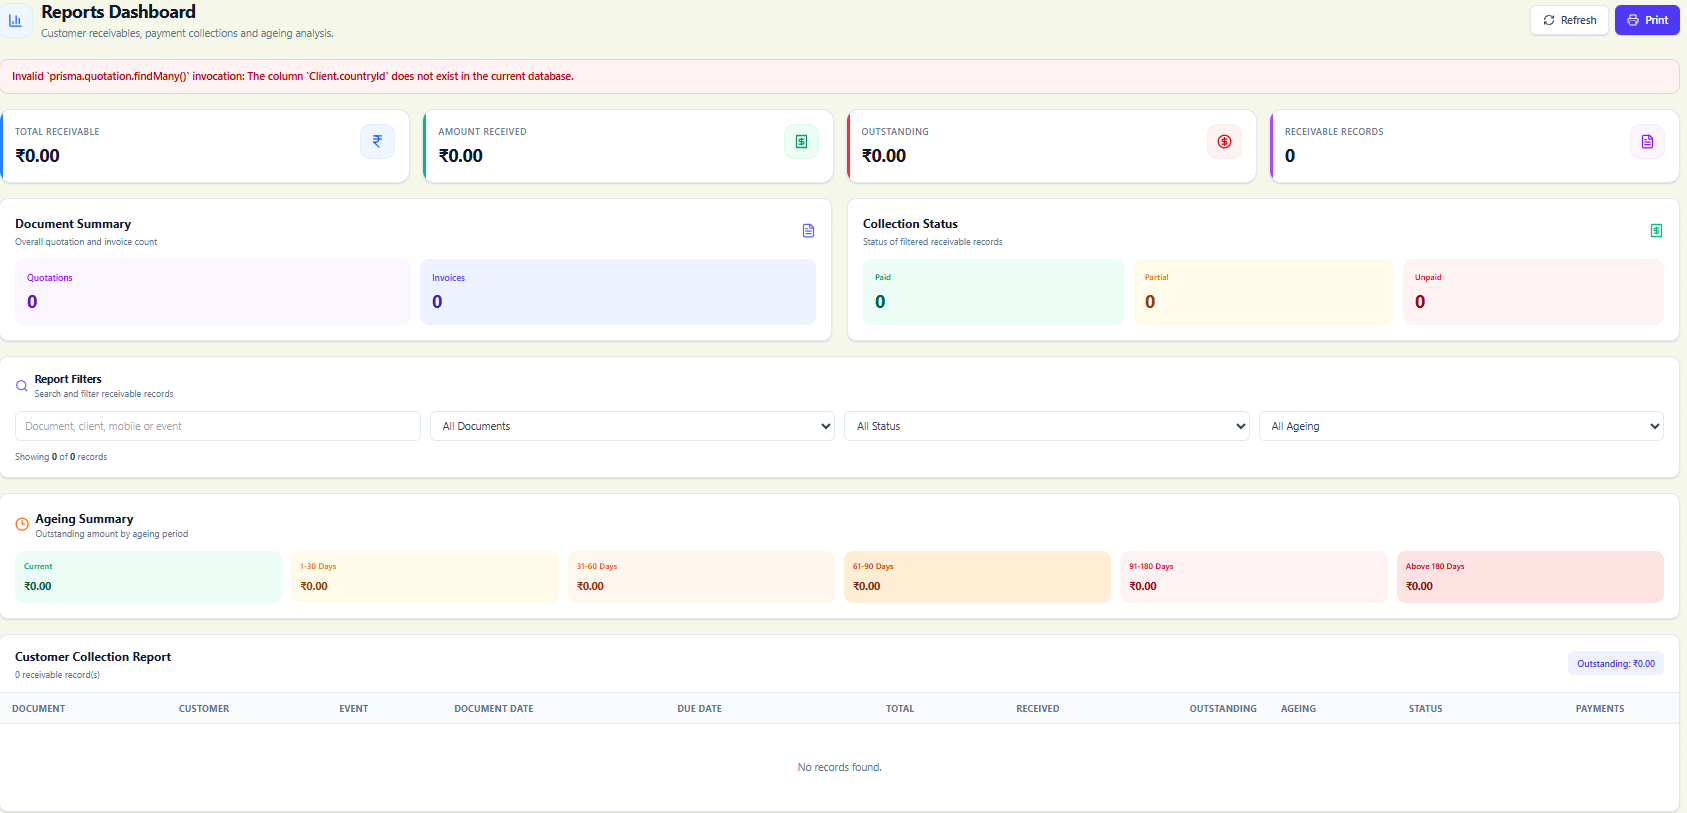 Reports Dashboard
Customer receivables, payment collections and ageing analysis.
Refresh
Print
Invalid `prisma.quotation.findMany()` invocation: The column `Client.countryId` does not exist in the current database.
TOTAL RECEIVABLE
₹0.00
AMOUNT RECEIVED
₹0.00
OUTSTANDING
₹0.00
RECEIVABLE RECORDS
0
Document Summary
Overall quotation and invoice count
Quotations
0
Invoices
0
Collection Status
Status of filtered receivable records
Paid
0
Partial
0
Unpaid
0
Report Filters
Search and filter receivable records
Document, client, mobile or event
All Documents
All Status
All Ageing
Showing 0 of 0 records
Ageing Summary
Outstanding amount by ageing period
Current
₹0.00
1-30 Days
₹0.00
31-60 Days
₹0.00
61-90 Days
₹0.00
91-180 Days
₹0.00
Above 180 Days
₹0.00
Customer Collection Report
0 receivable record(s)
Outstanding: ₹0.00
DOCUMENT CUSTOMER EVENT DOCUMENT DATE DUE DATE TOTAL RECEIVED OUTSTANDING AGEING STATUS PAYMENTS
No records found.